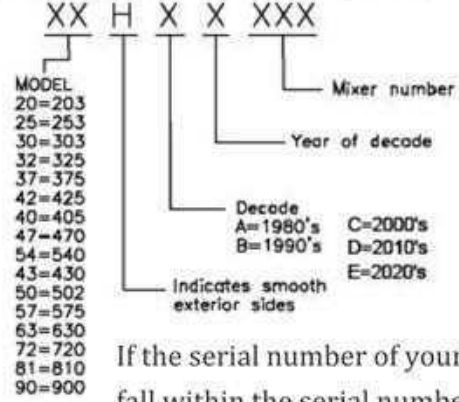 XX H X X XXX
Mixer number
Year of decade
Decade
A=1980's C=2000's
B=1990's D=2010's
E=2020's
Indicates smooth
exterior sides
MODEL
20=203
25=253
30=303
32=325
37=375
42=425
40=405
47-470
54=540
43=430
50=502
57=575
63=630
72=720
81=810
90=900
If the serial number of your
fall within the serial number